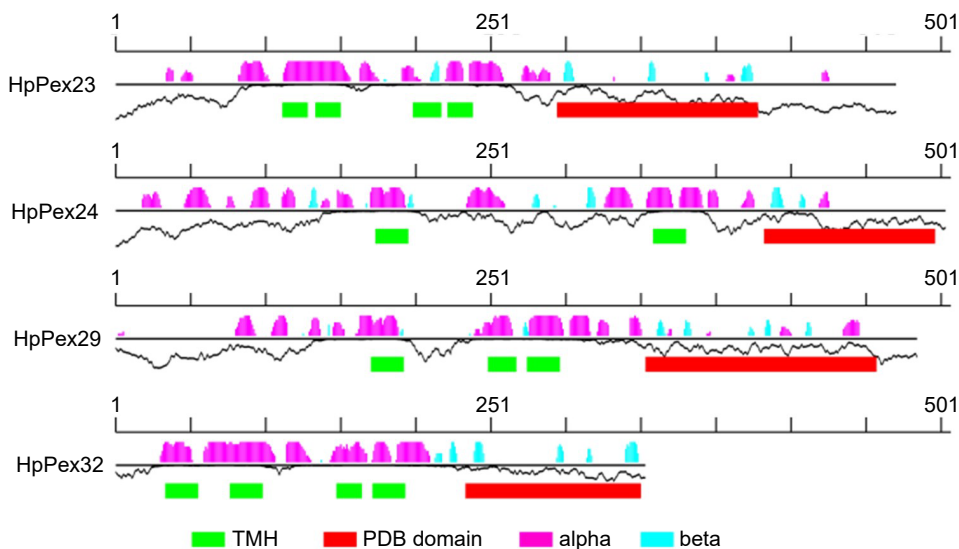 1 251 501
HpPex23
1 251 501
HpPex24
1 251 501
HpPex29
1 251 501
HpPex32
TMH PDB domain alpha beta